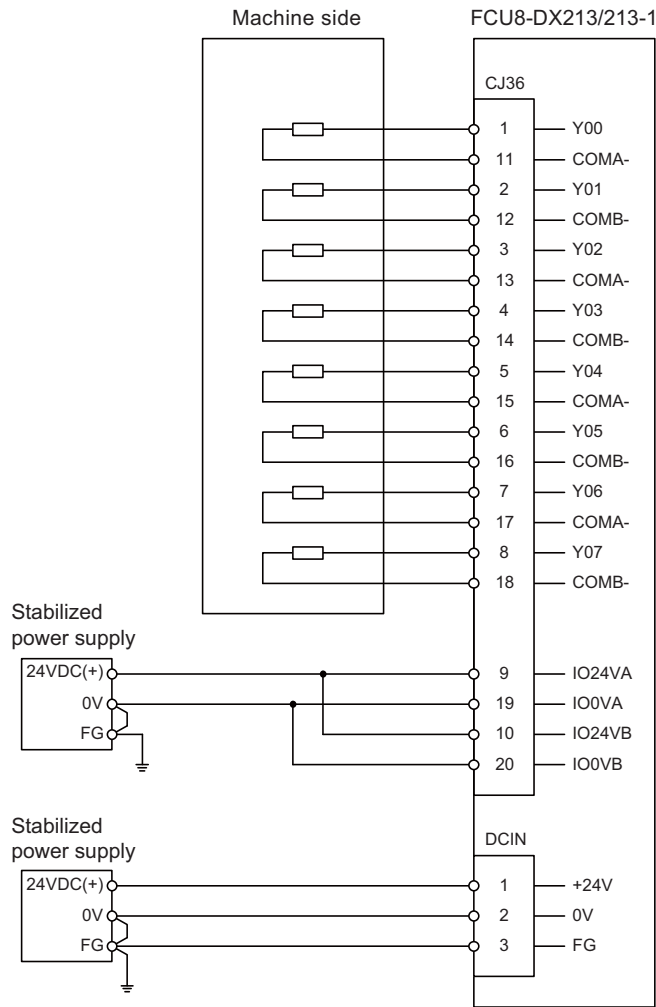 Machine side
FCU8-DX213/213-1
CJ36
1 Y00
11 COMA-
2 Y01
12 COMB-
3 Y02
13 COMA-
4 Y03
14 COMB-
5 Y04
15 COMA-
6 Y05
16 COMB-
7 Y06
17 COMA-
8 Y07
18 COMB-
Stabilized
power supply
24VDC(+) 9 IO24VA
0V 19 IO0VA
FG 10 IO24VB
20 IO0VB
Stabilized
power supply
DCIN
24VDC(+) 1 +24V
0V 2 0V
FG 3 FG